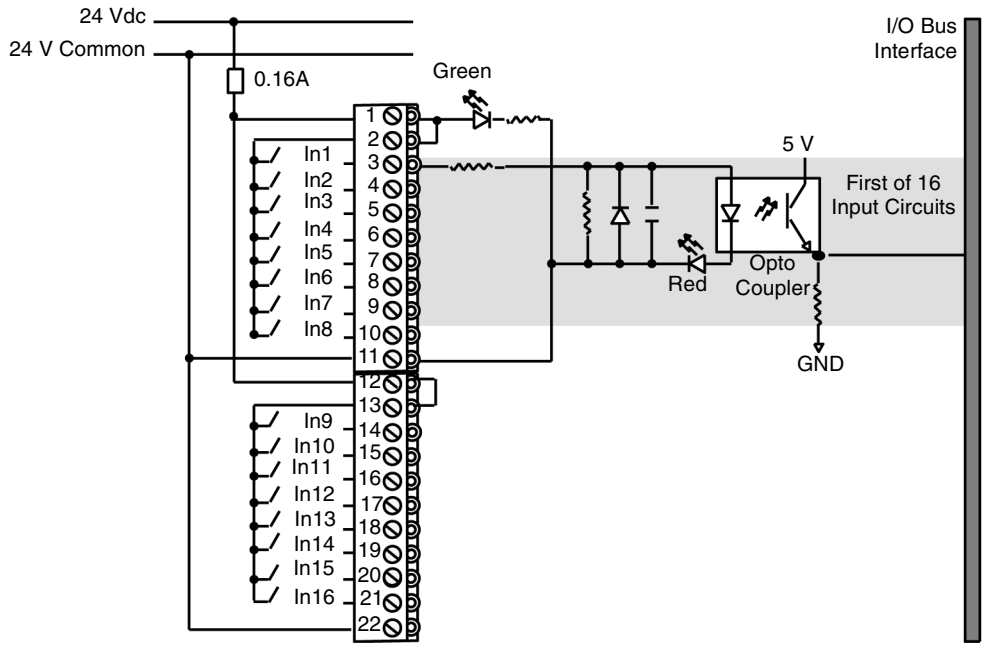 24 Vdc
24 V Common
0.16A
Green
I/O Bus
Interface
1
2
In1
3
In2
4
In3
5
In4
6
In5
7
In6
8
In7
9
In8
10
11
5 V
First of 16
Input Circuits
Red
Opto
Coupler
GND
12
13
In9
14
In10
15
In11
16
In12
17
In13
18
In14
19
In15
20
In16
21
22